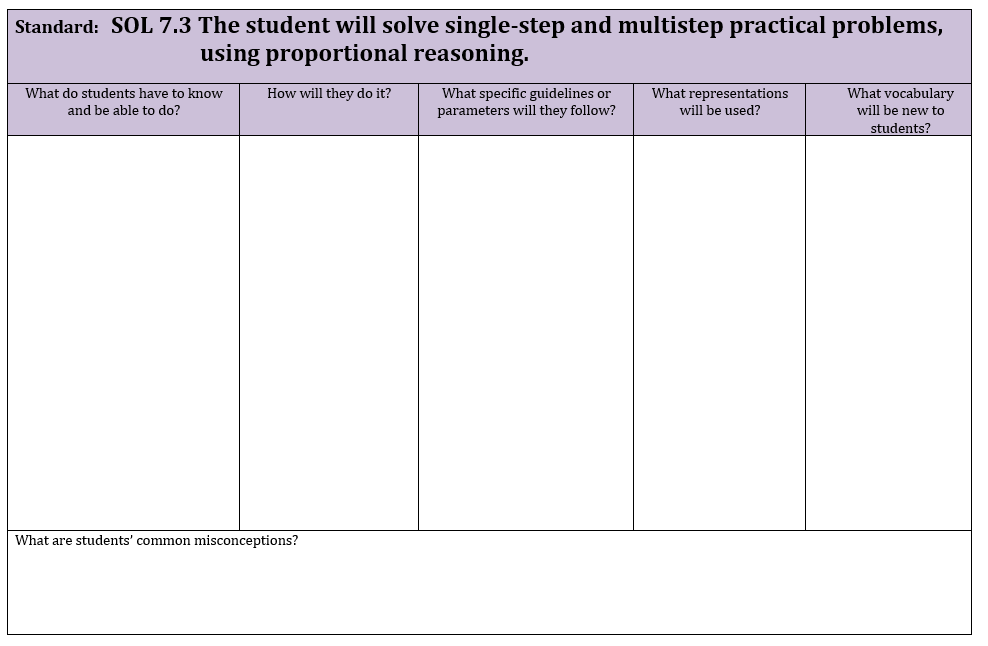 Standard: SOL 7.3 The student will solve single-step and multistep practical problems,
using proportional reasoning.
What do students have to know
and be able to do?
How will they do it?
What specific guidelines or
parameters will they follow?
What representations
will be used?
What vocabulary
will be new to
students?
What are students’ common misconceptions?